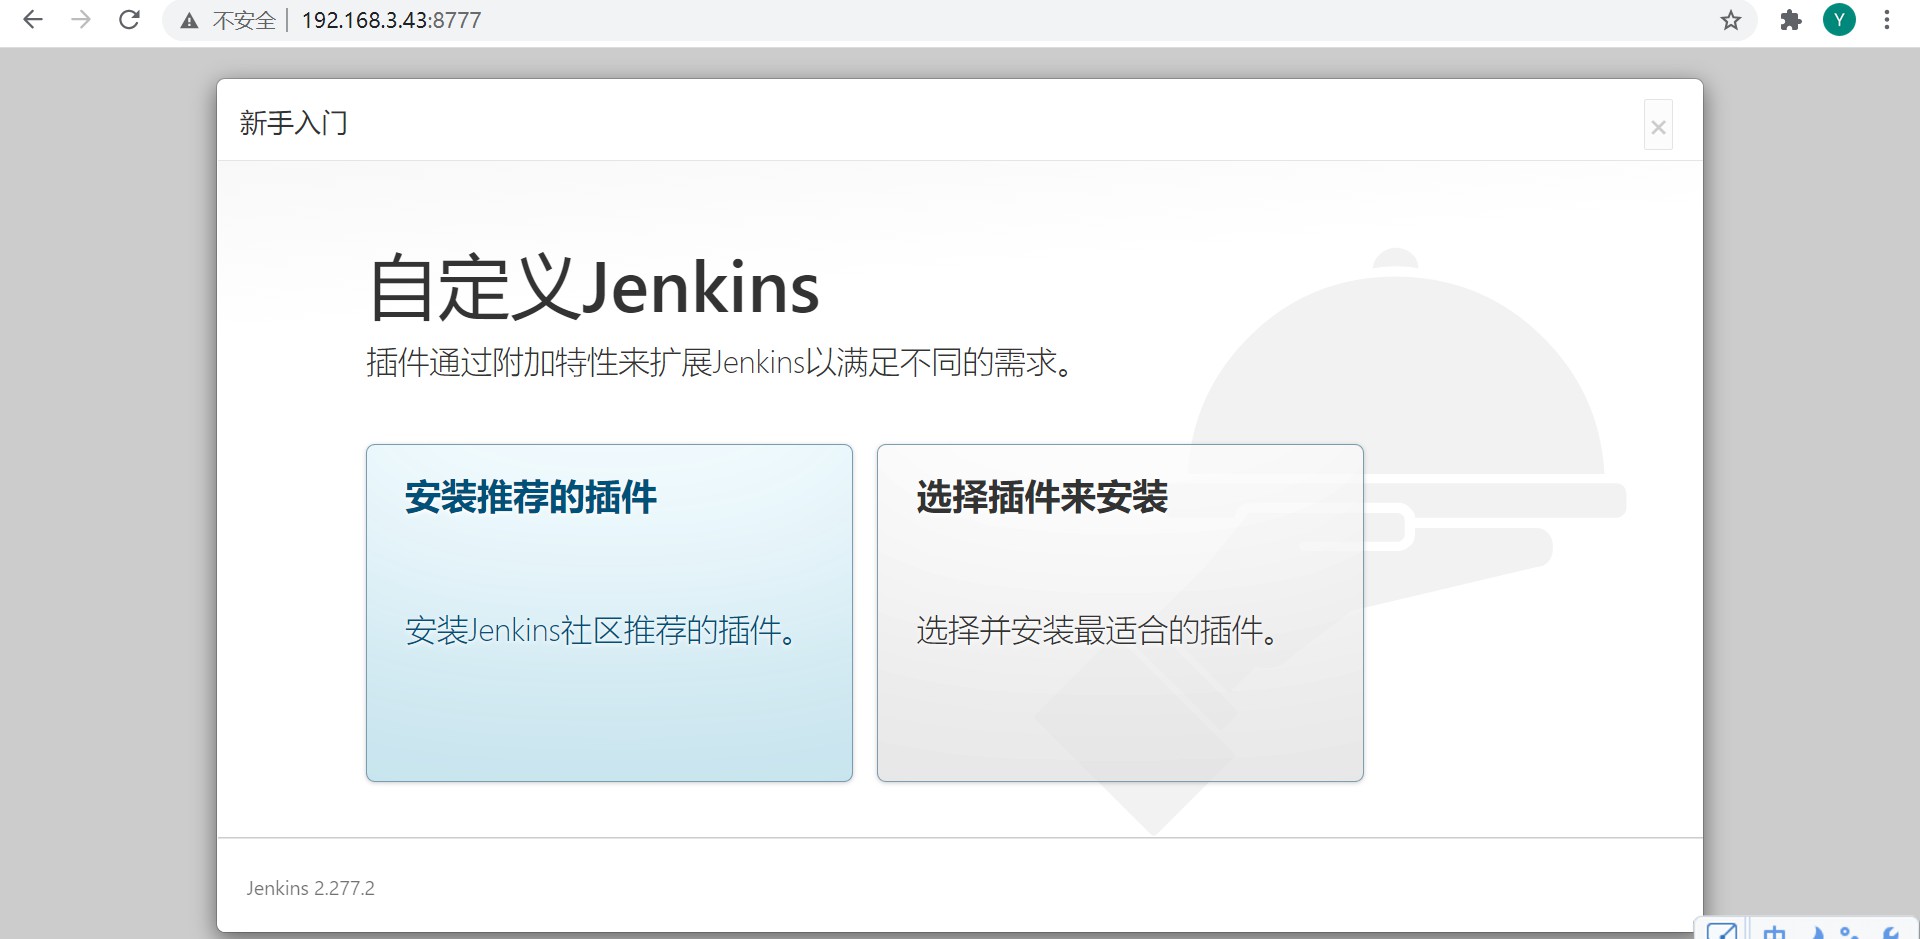 不安全 | 192.168.3.43:8777
Y
新手入门
×
自定义Jenkins
插件通过附加特性来扩展Jenkins以满足不同的需求。
安装推荐的插件
选择插件来安装
安装Jenkins社区推荐的插件。
选择并安装最适合的插件。
Jenkins 2.277.2
中